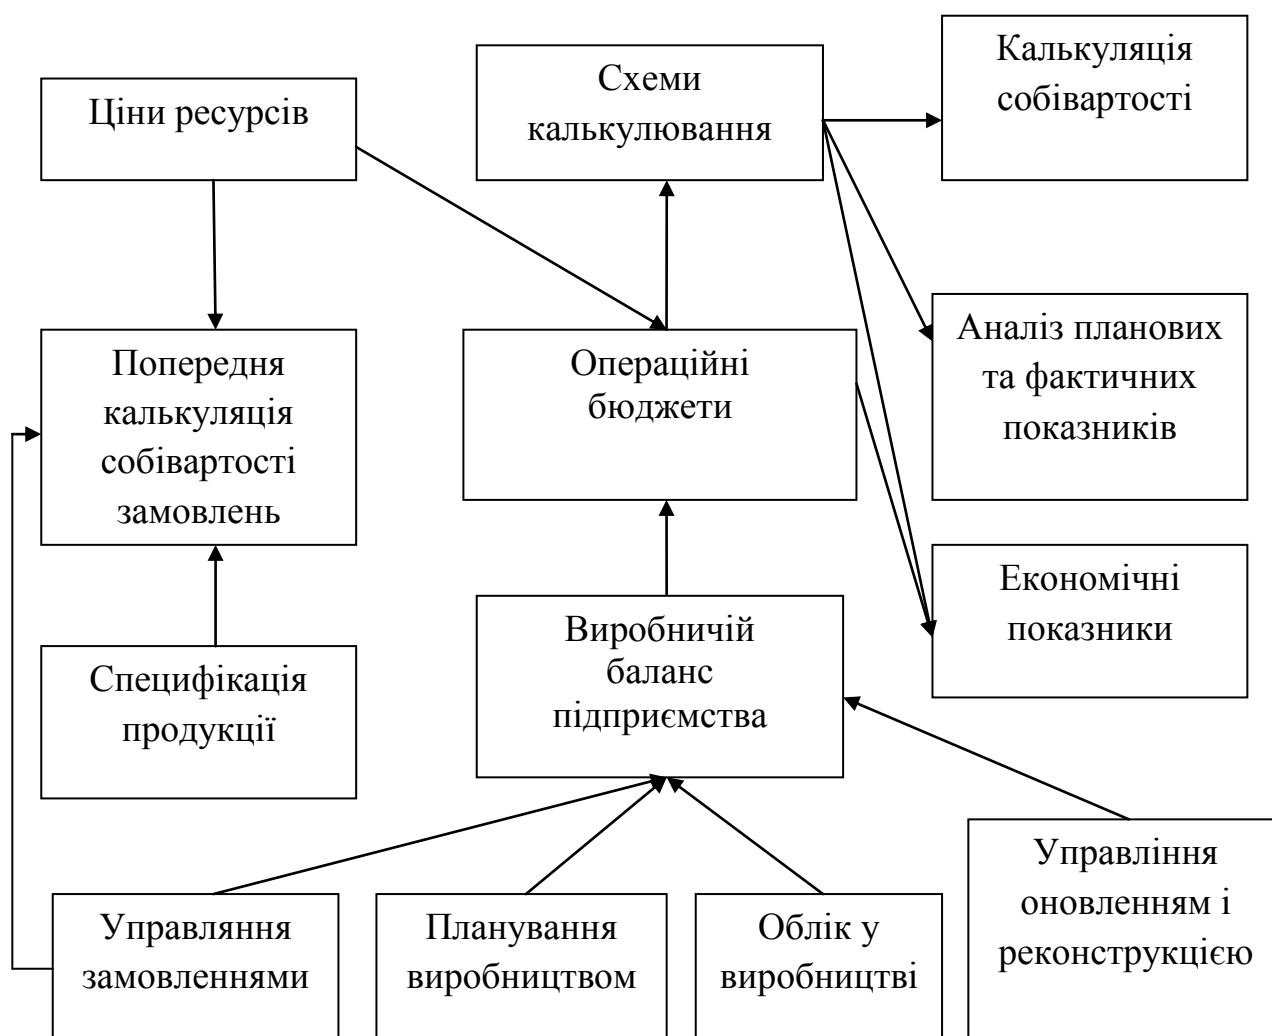 Ціни ресурсів
Схеми
калькулювання
Калькуляція
собівартості
Попередня
калькуляція
собівартості
замовлень
Операційні
бюджети
Аналіз планових
та фактичних
показників
Економічні
показники
Специфікація
продукції
Виробничій
баланс
підприємства
Управляння
замовленнями
Планування
виробництвом
Облік у
виробництві
Управління
оновленням і
реконструкцією